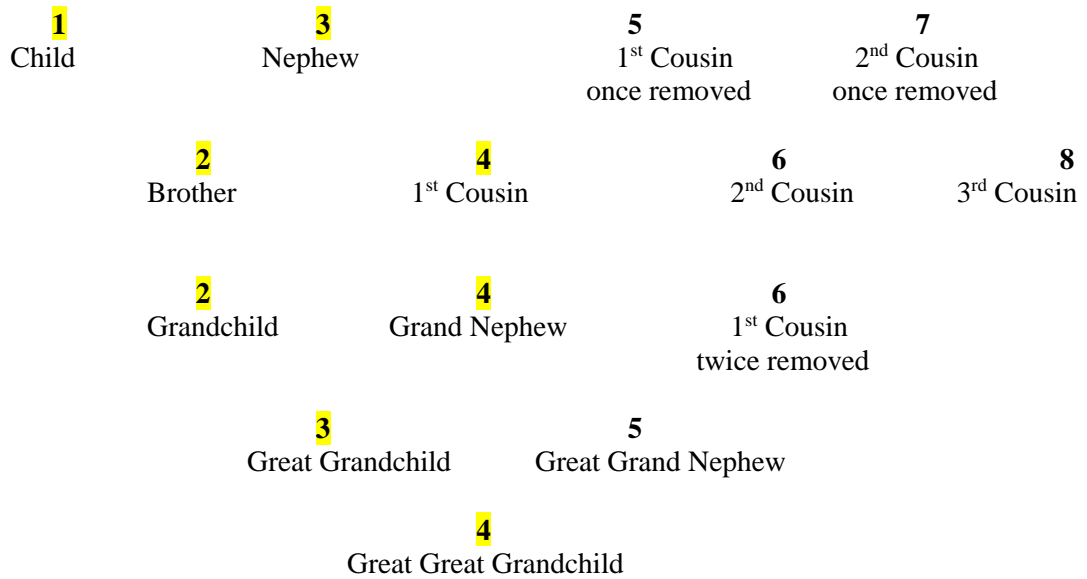 1 3 5 7
Child Nephew 1st Cousin 2nd Cousin
once removed once removed
2 4 6 8
Brother 1st Cousin 2nd Cousin 3rd Cousin
2 4 6
Grandchild Grand Nephew 1st Cousin
twice removed
3 5
Great Grandchild Great Grand Nephew
4
Great Great Grandchild